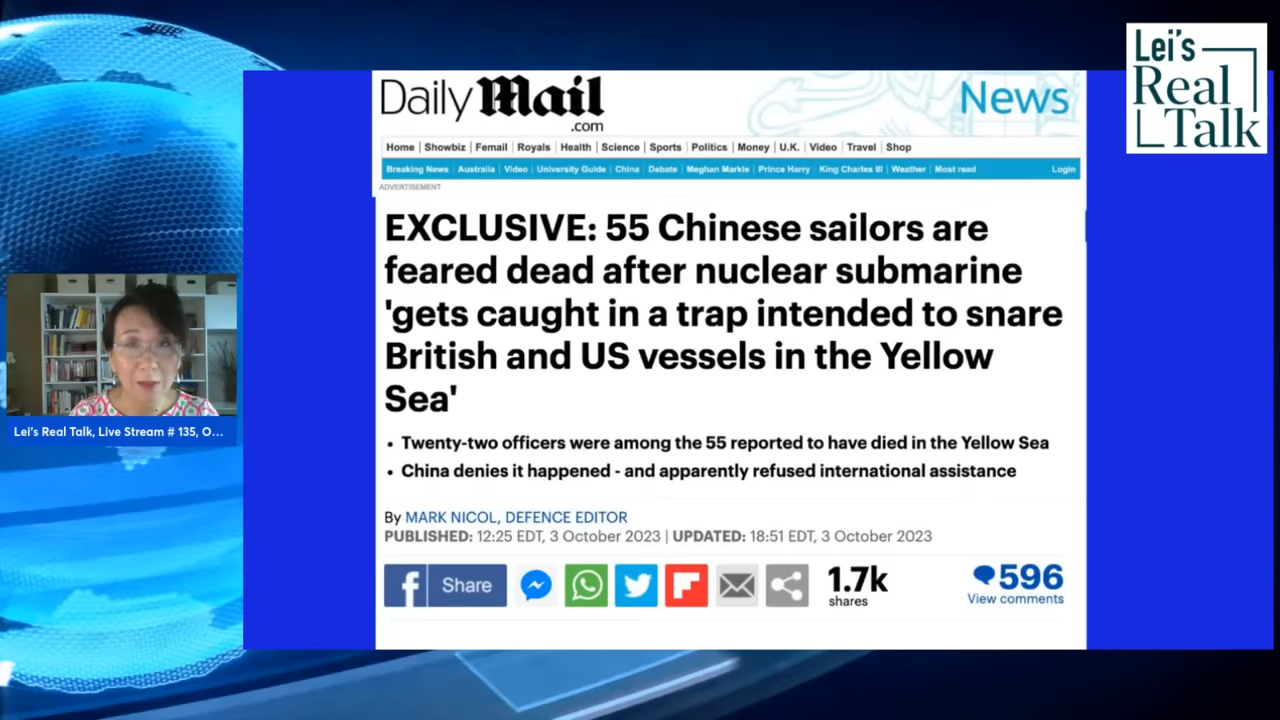 Lei's
Real
Talk
Daily Mail
.com
News
Home | Showbiz | Femail | Royals | Health | Science | Sports | Politics | Money | U.K. | Video | Travel | Shop
Breaking News | Australia | Video | University Guide | China | Debate | Meghan Markle | Prince Harry | King Charles III | Weather | Most read Login
ADVERTISEMENT
EXCLUSIVE: 55 Chinese sailors are
feared dead after nuclear submarine
'gets caught in a trap intended to snare
British and US vessels in the Yellow
Sea'
• Twenty-two officers were among the 55 reported to have died in the Yellow Sea
• China denies it happened - and apparently refused international assistance
By MARK NICOL, DEFENCE EDITOR
PUBLISHED: 12:25 EDT, 3 October 2023 | UPDATED: 18:51 EDT, 3 October 2023
f Share
1.7k
shares
596
View comments
Lei's Real Talk, Live Stream # 135, O...